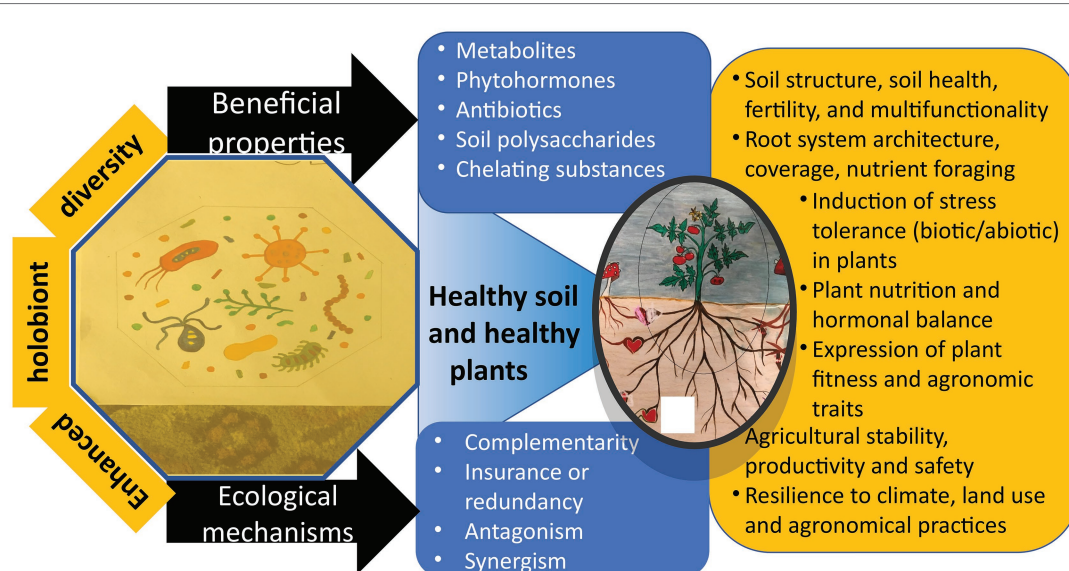 Enhanced
holobiont
diversity
Beneficial
properties
• Metabolites
• Phytohormones
• Antibiotics
• Soil polysaccharides
• Chelating substances
Healthy soil
and healthy
plants
Ecological
mechanisms
• Complementarity
• Insurance or
redundancy
• Antagonism
• Synergism
• Soil structure, soil health,
fertility, and multifunctionality
• Root system architecture,
coverage, nutrient foraging
• Induction of stress
tolerance (biotic/abiotic)
in plants
• Plant nutrition and
hormonal balance
• Expression of plant
fitness and agronomic
traits
Agricultural stability,
productivity and safety
• Resilience to climate, land use
and agronomical practices